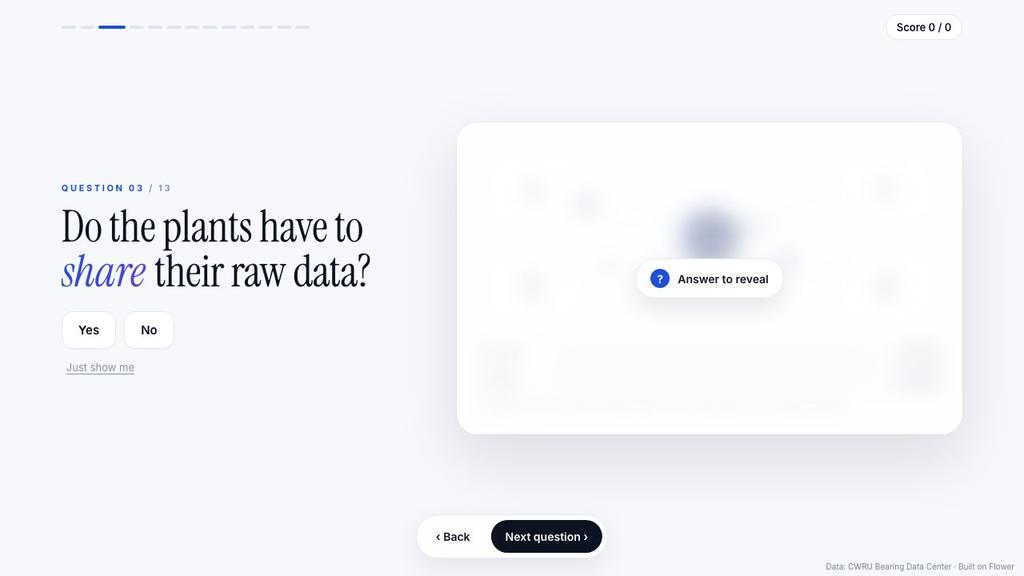 Score 0 / 0
QUESTION 03 / 13
Do the plants have to
share their raw data?
Yes
No
Just show me
? Answer to reveal
‹ Back
Next question ›
Data: CWRU Bearing Data Center · Built on Flower